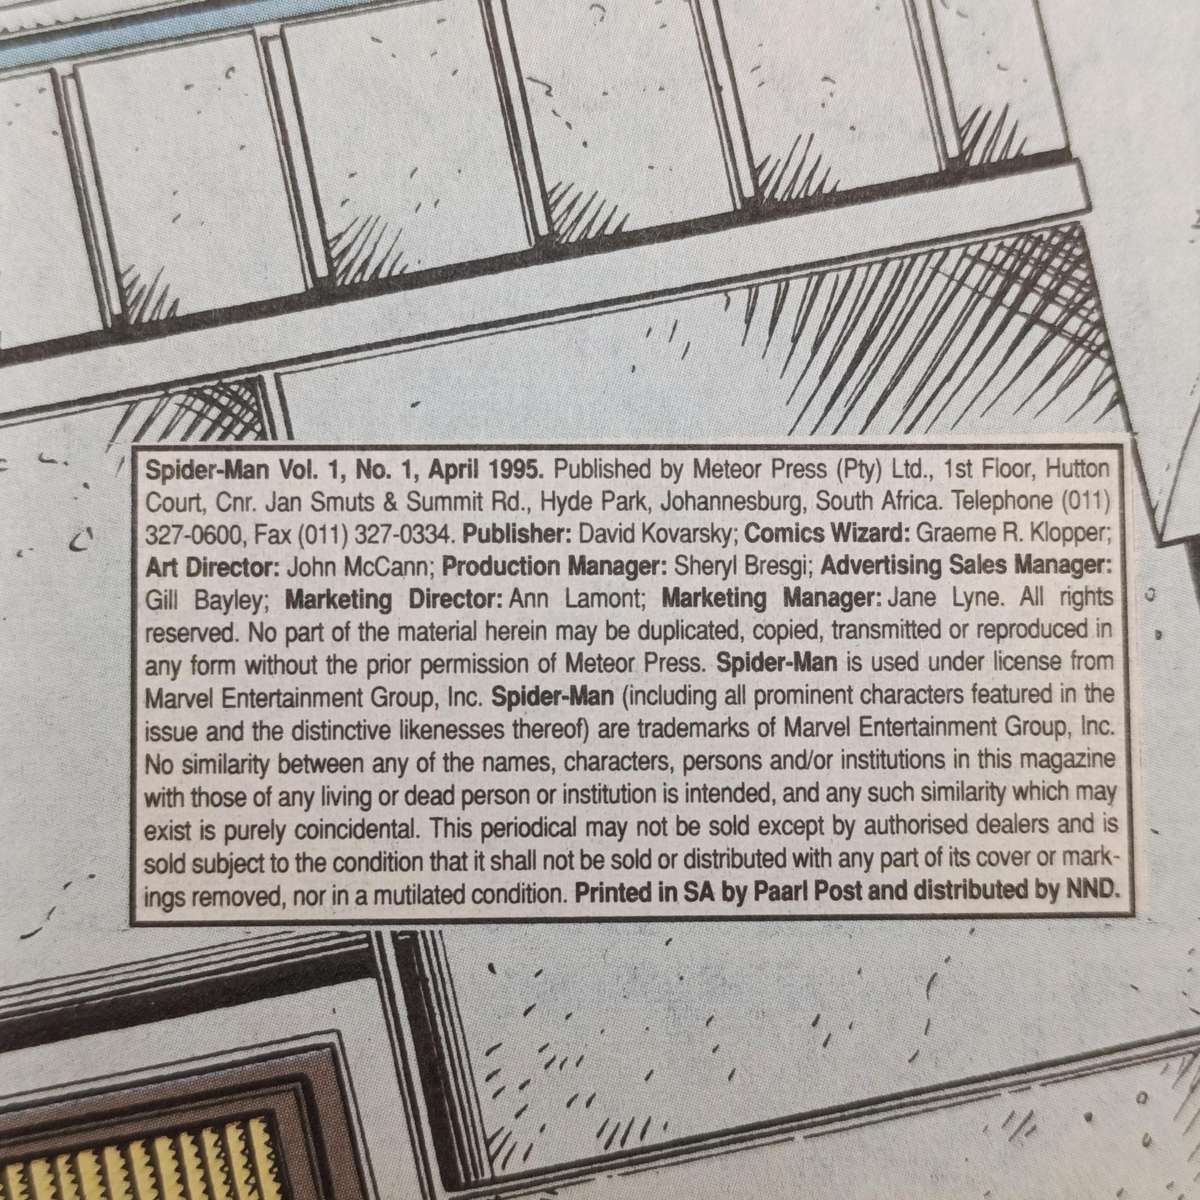 Spider-Man Vol. 1, No. 1, April 1995. Published by Meteor Press (Pty) Ltd., 1st Floor, Hutton
Court, Cnr. Jan Smuts & Summit Rd., Hyde Park, Johannesburg, South Africa. Telephone (011)
327-0600, Fax (011) 327-0334. Publisher: David Kovarsky; Comics Wizard: Graeme R. Klopper;
Art Director: John McCann; Production Manager: Sheryl Bresgi; Advertising Sales Manager:
Gill Bayley; Marketing Director: Ann Lamont; Marketing Manager: Jane Lyne. All rights
reserved. No part of the material herein may be duplicated, copied, transmitted or reproduced in
any form without the prior permission of Meteor Press. Spider-Man is used under license from
Marvel Entertainment Group, Inc. Spider-Man (including all prominent characters featured in the
issue and the distinctive likenesses thereof) are trademarks of Marvel Entertainment Group, Inc.
No similarity between any of the names, characters, persons and/or institutions in this magazine
with those of any living or dead person or institution is intended, and any such similarity which may
exist is purely coincidental. This periodical may not be sold except by authorised dealers and is
sold subject to the condition that it shall not be sold or distributed with any part of its cover or mark-
ings removed, nor in a mutilated condition. Printed in SA by Paarl Post and distributed by NND.